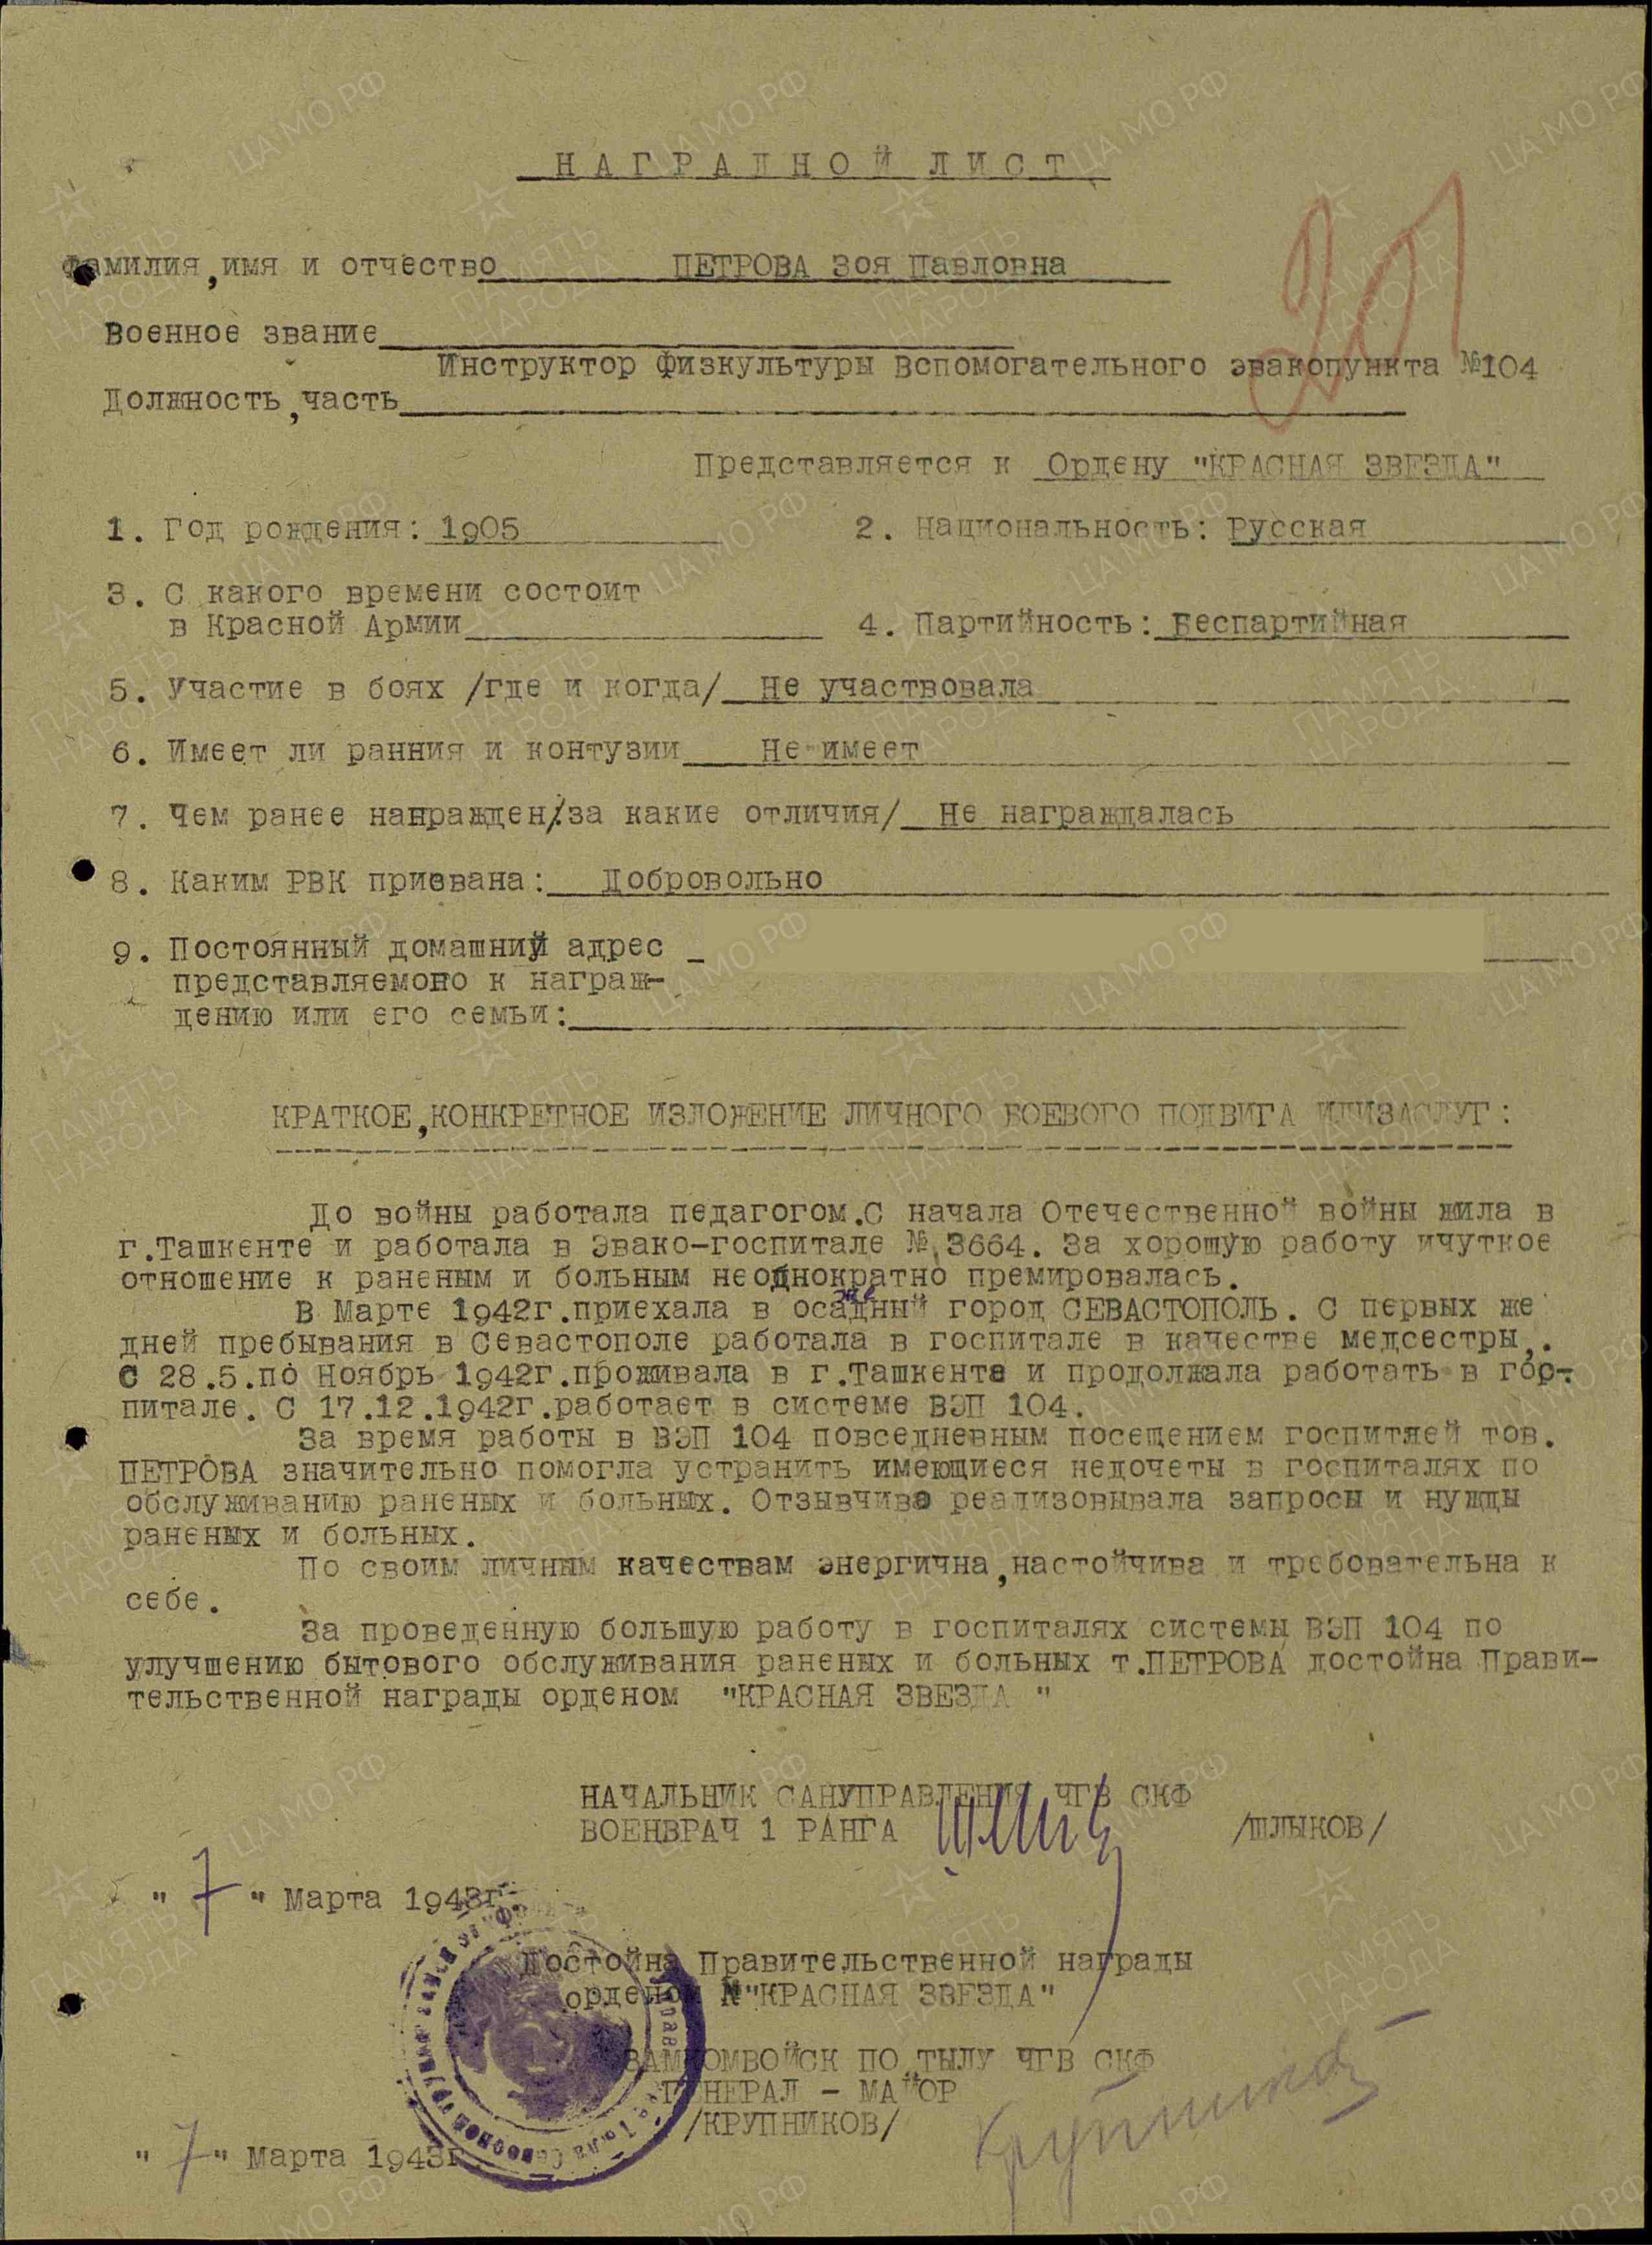 НАГРАДНОЙ ЛИСТ
Фамилия,имя и отчество ПЕТРОВА Зоя Павловна
Военное звание
Инструктор Физкультуры Вспомогательного эвакопункта №104
Должность,часть
Представляется к Ордену "КРАСНАЯ ЗВЕЗДА"
1. Год рождения: 1905 2. Национальность: Русская
3. С какого времени состоит
в Красной Армии 4. Партийность: Беспартийная
5. Участие в боях /где и когда/ Не участвовала
6. Имеет ли ранния и контузии Не имеет
7. Чем ранее награжден/за какие отличия/ Не награждалась
8. Каким РВК призвана: Добровольно
9. Постоянный домашний адрес
представляемого к награж-
дению или его семьи:
КРАТКОЕ,КОНКРЕТНОЕ ИЗЛОЖЕНИЕ ЛИЧНОГО БОЕВОГО ПОДВИГА ИЛИЗАСЛУГ:
До войны работала педагогом.С начала Отечественной войны жила в
г.Ташкенте и работала в Эвако-госпитале № 3664. За хорошую работу ичуткое
отношение к раненым и больным неоднократно премировалась.
В Марте 1942г.приехала в осадный город СЕВАСТОПОЛЬ. С первых же
дней пребывания в Севастополе работала в госпитале в качестве медсестры,.
С 28.5.по Ноябрь 1942г.проживала в г.Ташкенте и продолжала работать в гос-
питале. С 17.12.1942г.работает в системе ВЭП 104.
За время работы в ВЭП 104 повседневным посещением госпитлей тов.
ПЕТРОВА значительно помогла устранить имеющиеся недочеты в госпиталях по
обслуживанию раненых и больных. Отзывчиво реализовывала запросы и нужды
раненых и больных.
По своим личным качествам энергична,настойчива и требовательна к
себе.
За проведенную большую работу в госпиталях системы ВЭП 104 по
улучшению бытового обслуживания раненых и больных т.ПЕТРОВА достойна Прави-
тельственной награды орденом "КРАСНАЯ ЗВЕЗДА "
НАЧАЛЬНИК САНУПРАВЛЕНИЯ ЧГВ СКФ
ВОЕНВРАЧ 1 РАНГА /ШЛЫКОВ/
" 7 " Марта 1943г.
Достойна Правительственной награды
орденом "КРАСНАЯ ЗВЕЗДА"
ЗАМКОМВОЙСК ПО ТЫЛУ ЧГВ СКФ
ГЕНЕРАЛ - МАЙОР
/КРУПНИКОВ/
" 7 " Марта 1943г